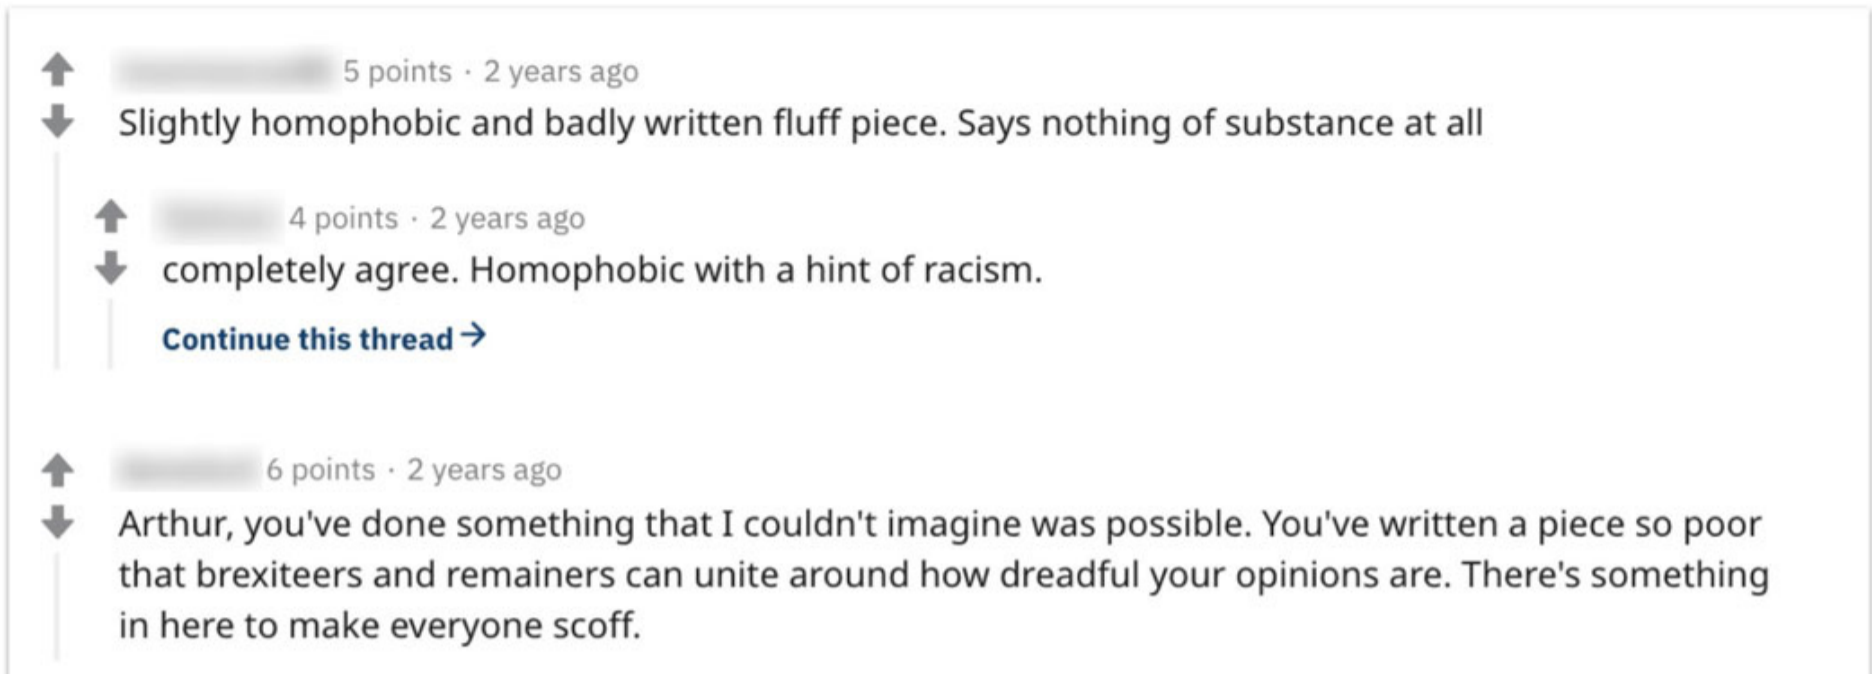 5 points · 2 years ago
Slightly homophobic and badly written fluff piece. Says nothing of substance at all
4 points · 2 years ago
completely agree. Homophobic with a hint of racism.
Continue this thread→
6 points · 2 years ago
Arthur, you've done something that I couldn't imagine was possible. You've written a piece so poor
that brexiteers and remainers can unite around how dreadful your opinions are. There's something
in here to make everyone scoff.